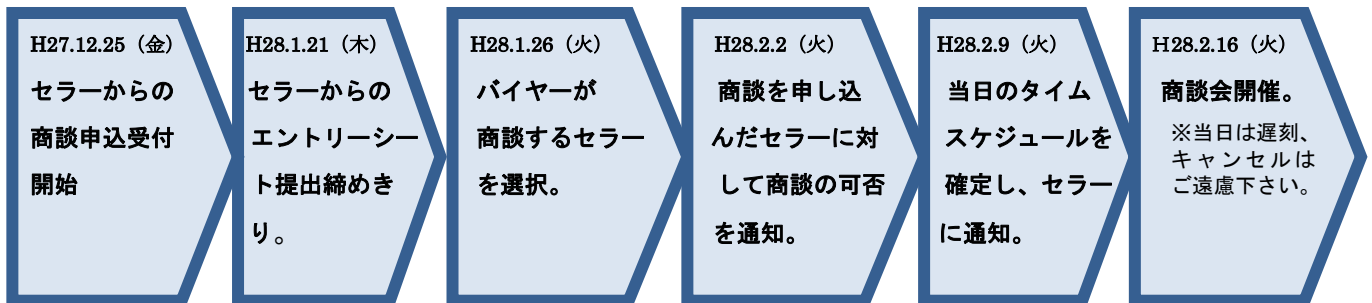 H27.12.25（金）
セラーからの
商談申込受付
開始
H28.1.21（木）
セラーからの
エントリーシー
ト提出締めき
り。
H28.1.26（火）
バイヤーが
商談するセラー
を選択。
H28.2.2（火）
商談を申し込
んだセラーに対
して商談の可否
を通知。
H28.2.9（火）
当日のタイム
スケジュールを
確定し、セラー
に通知。
Ｈ28.2.16（火）
商談会開催。
※当日は遅刻、
キャンセルは
ご遠慮下さい。